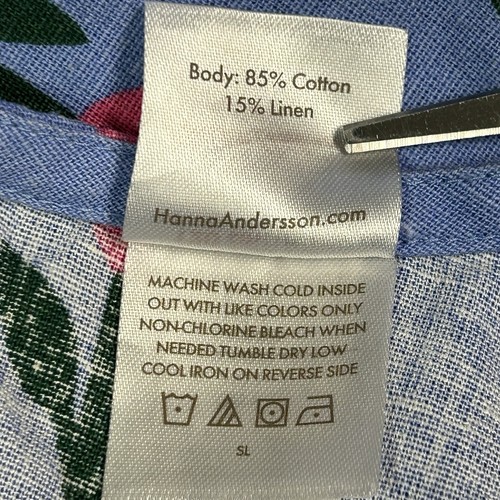 Body: 85% Cotton
15% Linen
HannaAndersson.com
MACHINE WASH COLD INSIDE
OUT WITH LIKE COLORS ONLY
NON-CHLORINE BLEACH WHEN
NEEDED TUMBLE DRY LOW
COOL IRON ON REVERSE SIDE
SL